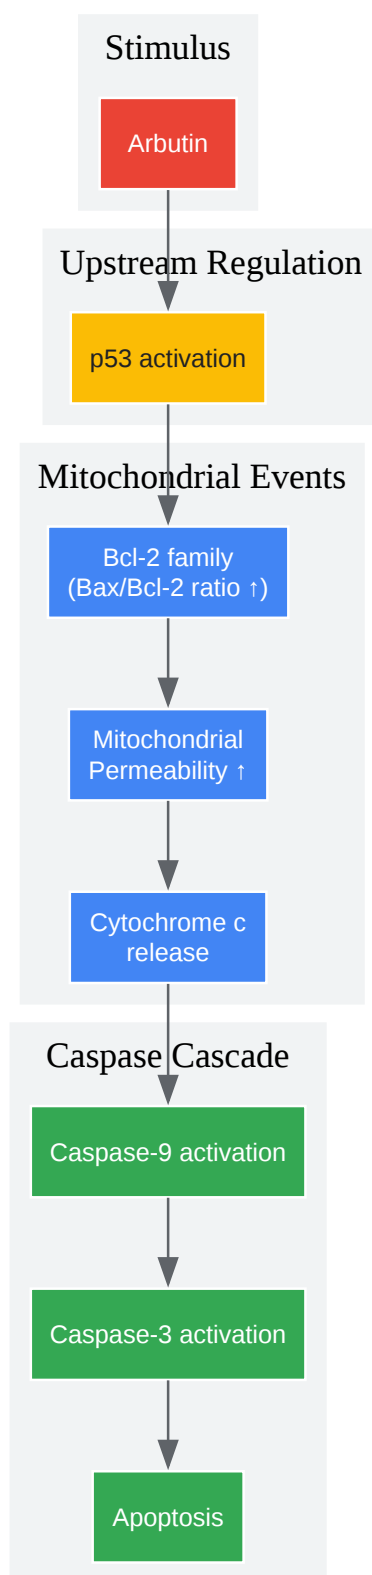 Stimulus
Arbutin
Upstream Regulation
p53 activation
Mitochondrial Events
Bcl-2 family
(Bax/Bcl-2 ratio ↑)
Mitochondrial
Permeability ↑
Cytochrome c
release
Caspase Cascade
Caspase-9 activation
Caspase-3 activation
Apoptosis